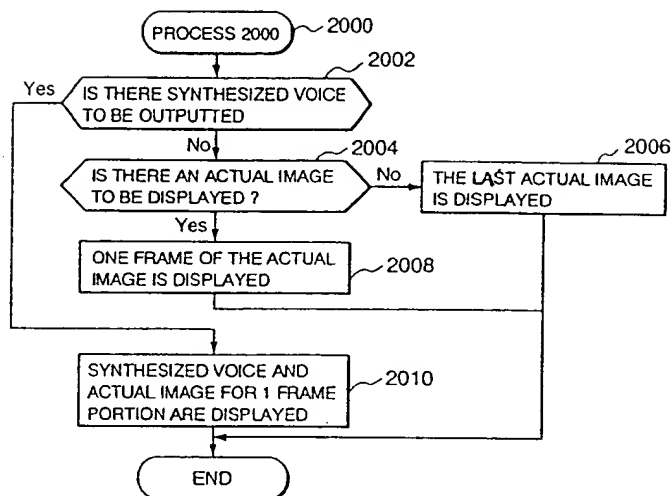 PROCESS 2000
2000
2002
Yes
IS THERE SYNTHESIZED VOICE
TO BE OUTPUTTED
No
2004
IS THERE AN ACTUAL IMAGE
TO BE DISPLAYED ?
No
2006
THE LAST ACTUAL IMAGE
IS DISPLAYED
Yes
ONE FRAME OF THE ACTUAL
IMAGE IS DISPLAYED
2008
SYNTHESIZED VOICE AND
ACTUAL IMAGE FOR 1 FRAME
PORTION ARE DISPLAYED
2010
END